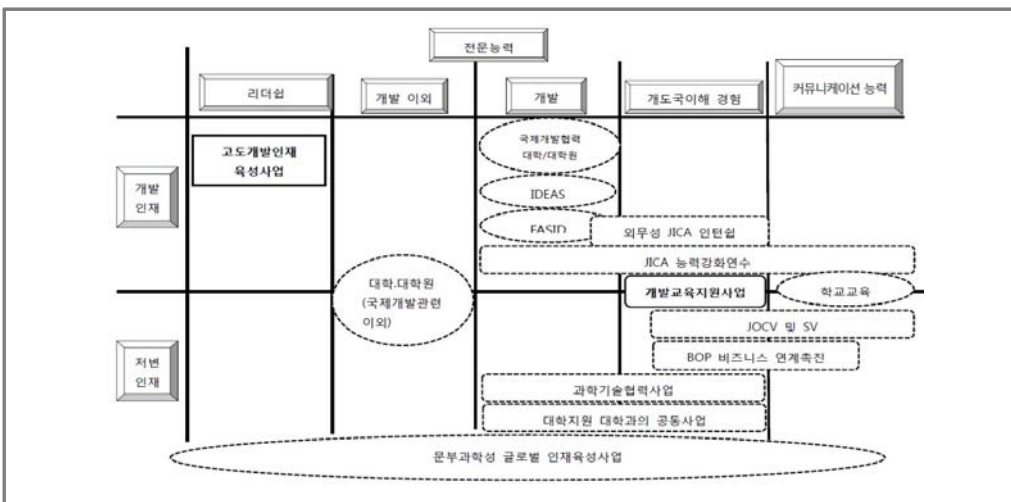 전문능력
리더쉽
개발 이외
개발
개도국이해 경험
커뮤니케이션 능력
고도개발인재
육성사업
국제개발협력
대학/대학원
개발
인재
IDEAS
FASID
외무성 JICA 인턴쉽
JICA 능력강화연수
대학.대학원
(국제개발관련
이외)
개발교육지원사업
학교교육
JOCV 및 SV
BOP 비즈니스 연계촉진
저변
인재
과학기술협력사업
대학지원 대학과의 공동사업
문부과학성 글로벌 인재육성사업